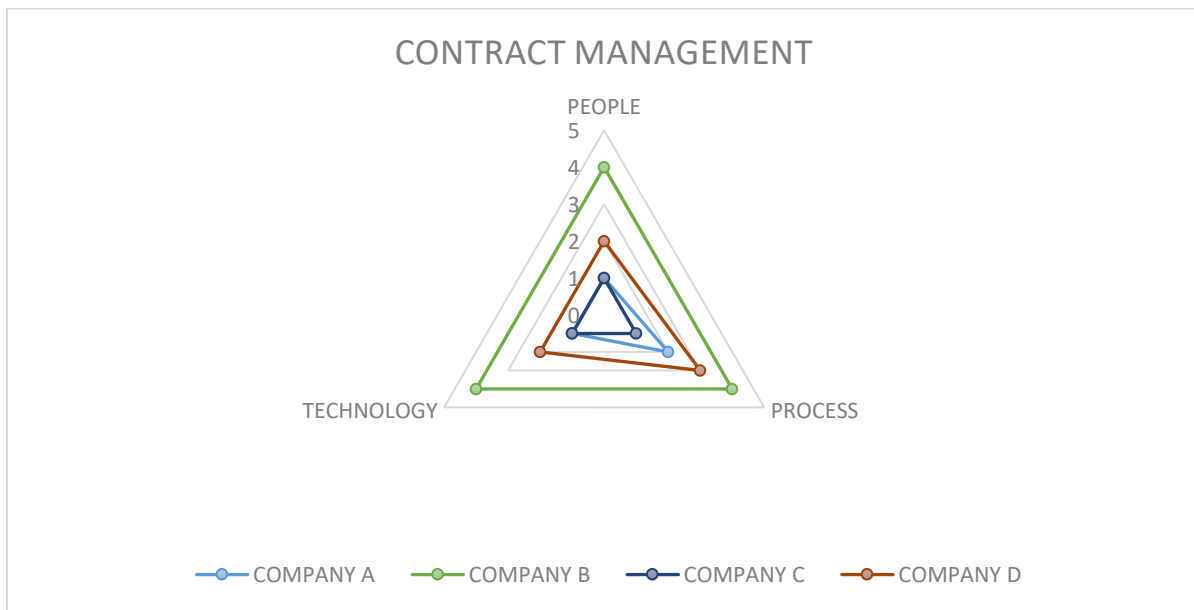 CONTRACT MANAGEMENT
PEOPLE
5
4
3
2
1
0
TECHNOLOGY
PROCESS
COMPANY A
COMPANY B
COMPANY C
COMPANY D